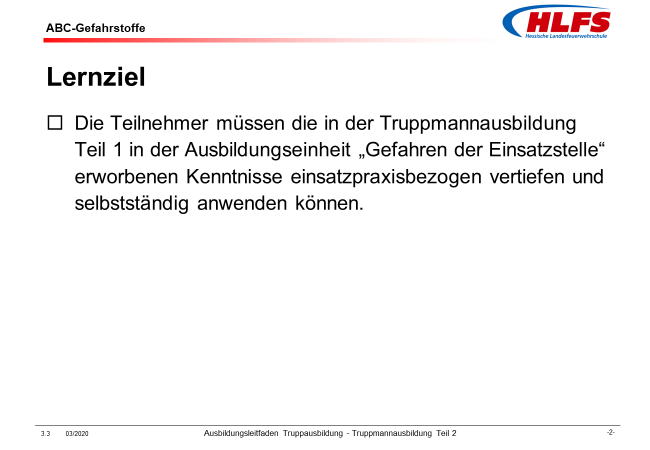 ABC-Gefahrstoffe
HLFS
Hessische Landesfeuerwehrschule
Lernziel
Die Teilnehmer müssen die in der Truppmannausbildung
Teil 1 in der Ausbildungseinheit „Gefahren der Einsatzstelle“
erworbenen Kenntnisse einsatzpraxisbezogen vertiefen und
selbstständig anwenden können.
3.3 03/2020 Ausbildungsleitfaden Truppausbildung - Truppmannausbildung Teil 2 -2-